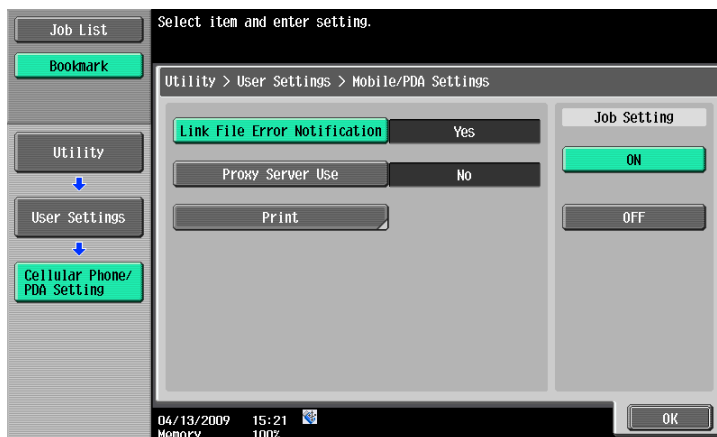 Job List
Bookmark
Utility
User Settings
Cellular Phone/
PDA Setting
Select item and enter setting.
Utility > User Settings > Mobile/PDA Settings
Link File Error Notification Yes
Proxy Server Use No
Print
Job Setting
ON
OFF
04/13/2009 15:21
Memory 100%
OK